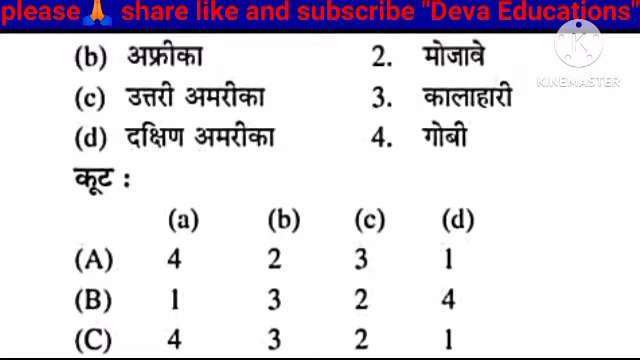 please🙏 share like and subscribe "Deva Educations"
(b) अफ्रीका 2. मोजावे
(c) उत्तरी अमरीका 3. कालाहारी
(d) दक्षिण अमरीका 4. गोबी
कूट :
(a) (b) (c) (d)
(A) 4 2 3 1
(B) 1 3 2 4
(C) 4 3 2 1
KINEMASTER